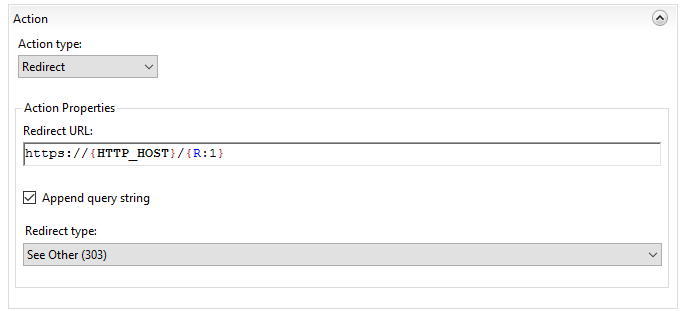 Action
Action type:
Redirect
Action Properties
Redirect URL:
https://{HTTP_HOST}/{R:1}
Append query string
Redirect type:
See Other (303)